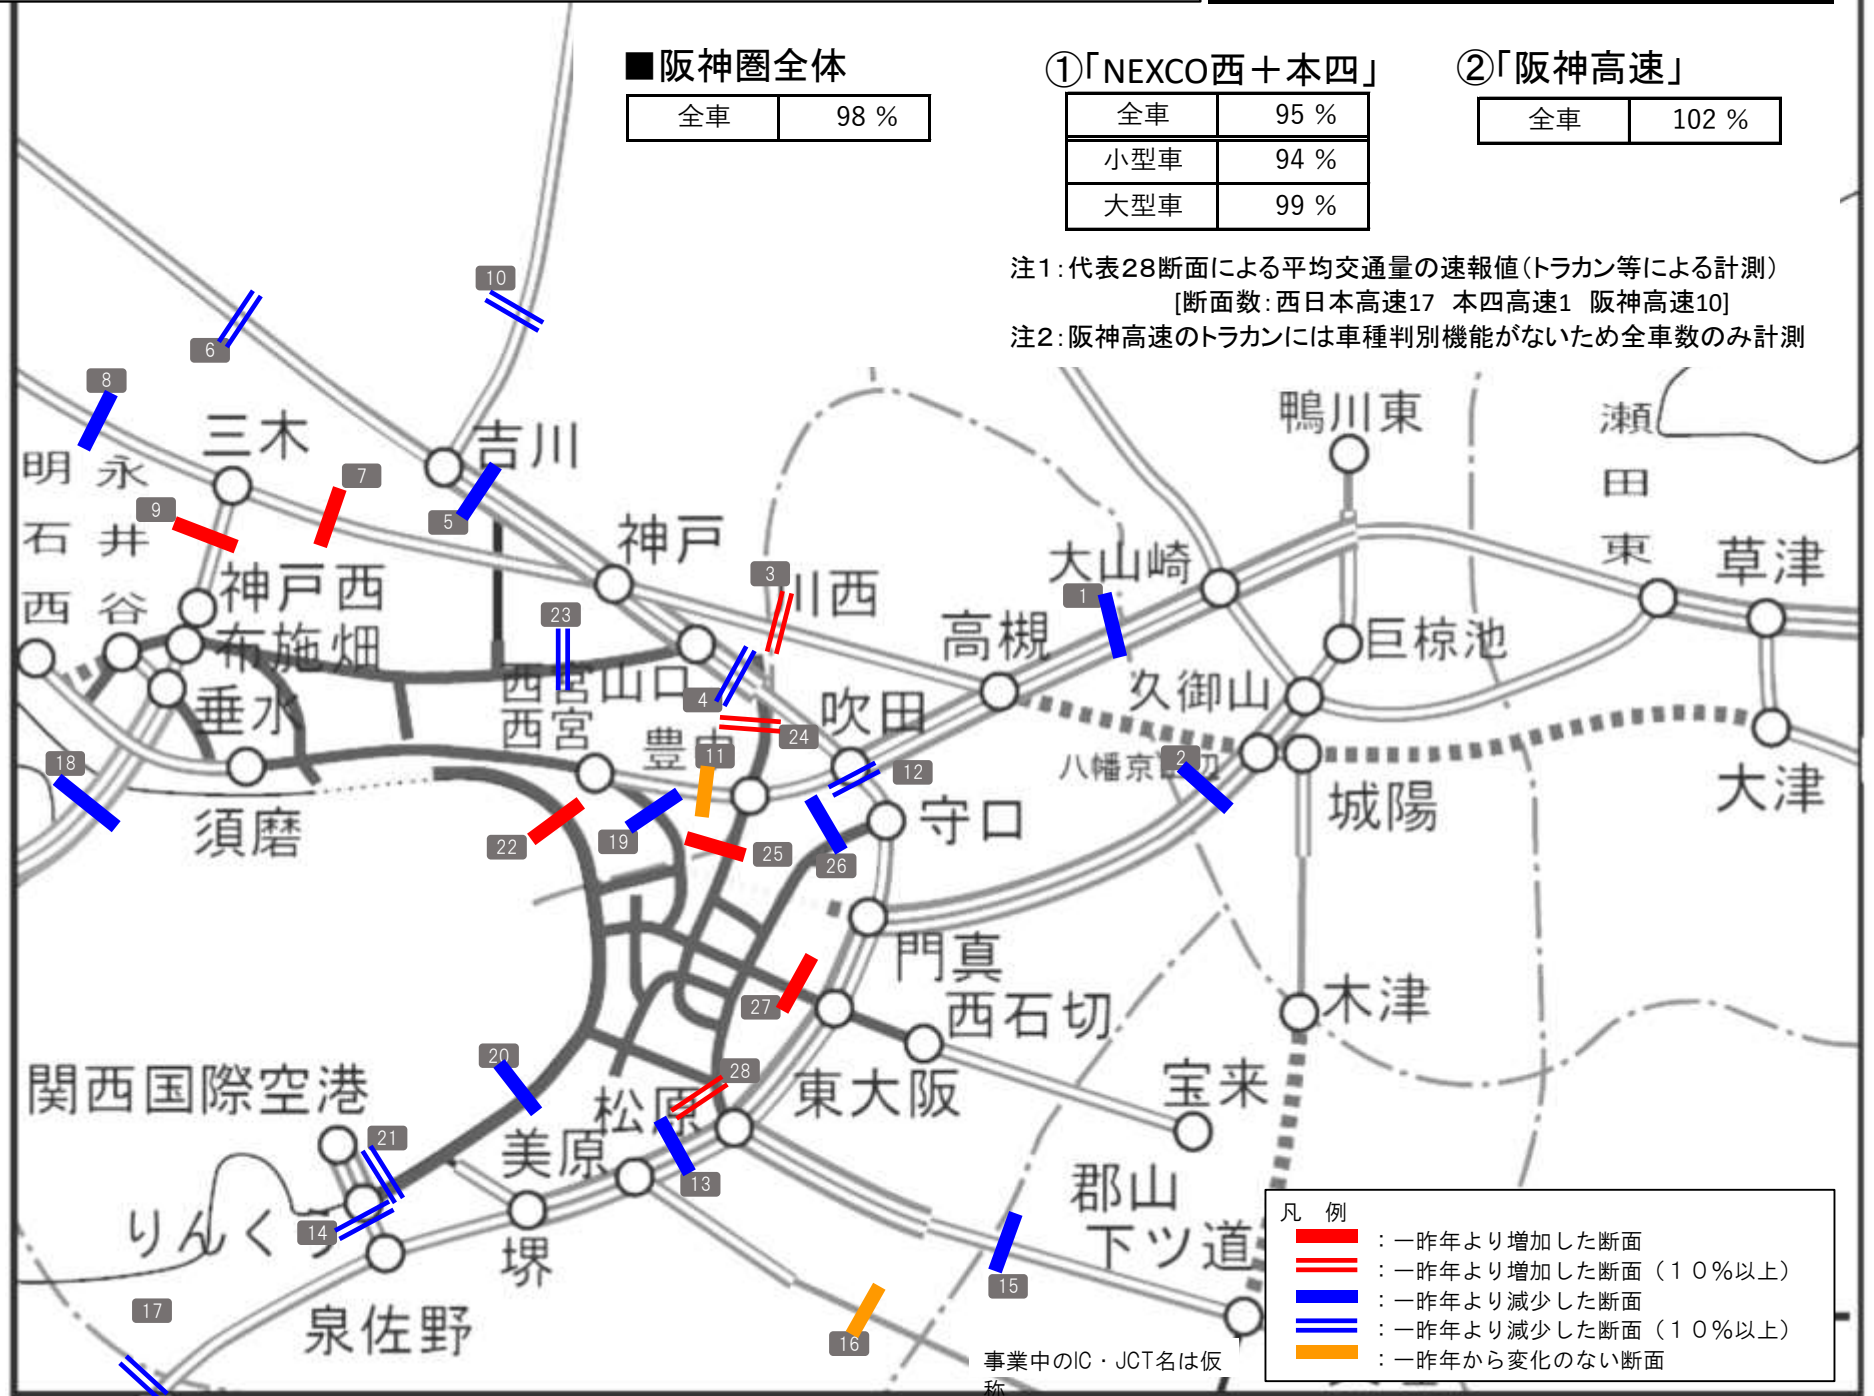 ■阪神圏全体
全車 98 %
①「NEXCO西＋本四」
全車 95 %
小型車 94 %
大型車 99 %
②「阪神高速」
全車 102 %
注1：代表28断面による平均交通量の速報値（トラカン等による計測）
[断面数：西日本高速17 本四高速1 阪神高速10]
注2：阪神高速のトラカンには車種判別機能がないため全車数のみ計測
10
6
8
三木
吉川
鴨川東
瀬田東
明石西
永井谷
7
9
5
神戸
神戸西
布施畑
3
川西
大山崎
1
草津
23
高槻
巨椋池
垂水
西宮山口
西宮
4
吹田
久御山
24
豊中
11
12
八幡京田辺
2
18
須磨
22
19
25
26
守口
城陽
大津
門真
27
西石切
木津
20
関西国際空港
松原
28
東大阪
宝来
21
美原
13
郡山
下ツ道
りんくう
14
堺
15
17
泉佐野
16
事業中のIC・JCT名は仮
称
凡 例
：一昨年より増加した断面
：一昨年より増加した断面（１０％以上）
：一昨年より減少した断面
：一昨年より減少した断面（１０％以上）
：一昨年から変化のない断面